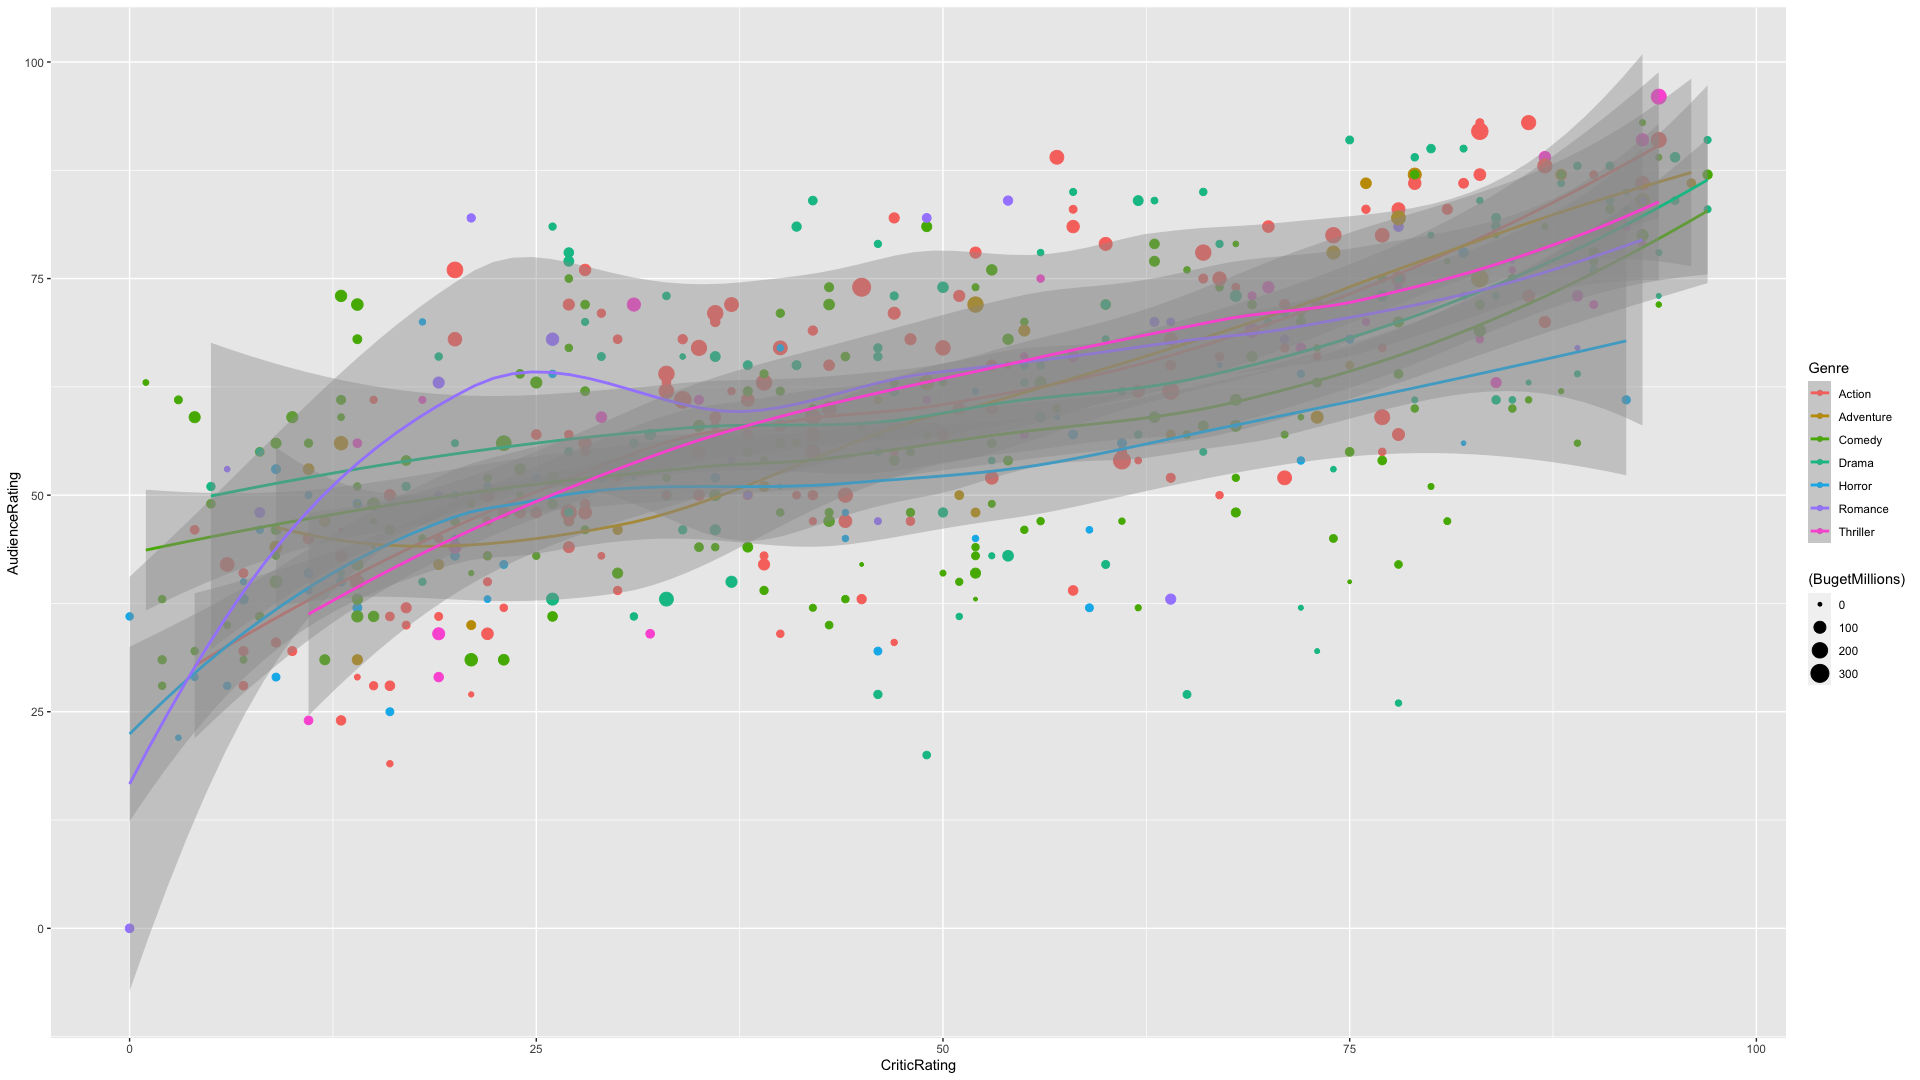 100
75
50
25
0
AudienceRating
0
25
50
75
100
CriticRating
Genre
Action
Adventure
Comedy
Drama
Horror
Romance
Thriller
(BugetMillions)
0
100
200
300